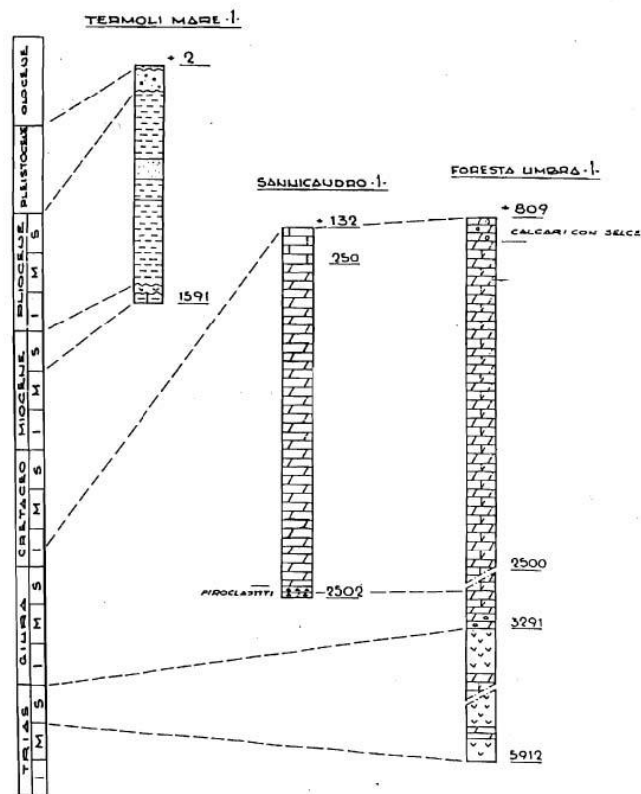 TERMOLI MARE ·1·
+ 2
1591
SANNICANDRO ·1·
+ 132
250
PIROCLASTITI
2502
FORESTA UMBRA ·1·
+ 809
CALCARI CON SELCE
2500
3291
5912
OLOCENE
PLEISTOCENE
PLIOCENE
S
M
I
MIOCENE
S
M
I
CRETACEO
S
M
I
GIURA
S
M
I
TRIAS
S
M
I